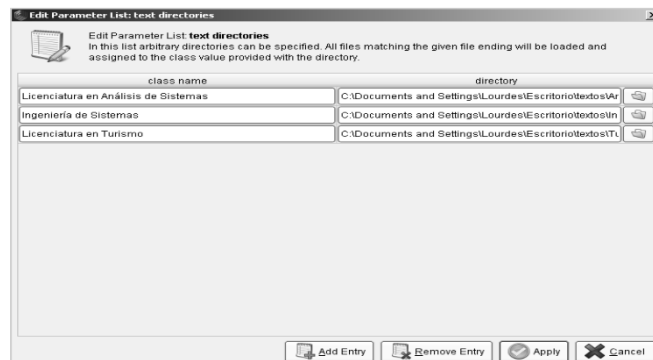 Edit Parameter List: text directories
Edit Parameter List: text directories
In this list arbitrary directories can be specified. All files matching the given file ending will be loaded and
assigned to the class value provided with the directory.
class name directory
Licenciatura en Análisis de Sistemas C:\Documents and Settings\Lourdes\Escritorio\textos\Ar
Ingeniería de Sistemas C:\Documents and Settings\Lourdes\Escritorio\textos\In
Licenciatura en Turismo C:\Documents and Settings\Lourdes\Escritorio\textos\Tu
Add Entry Remove Entry Apply Cancel